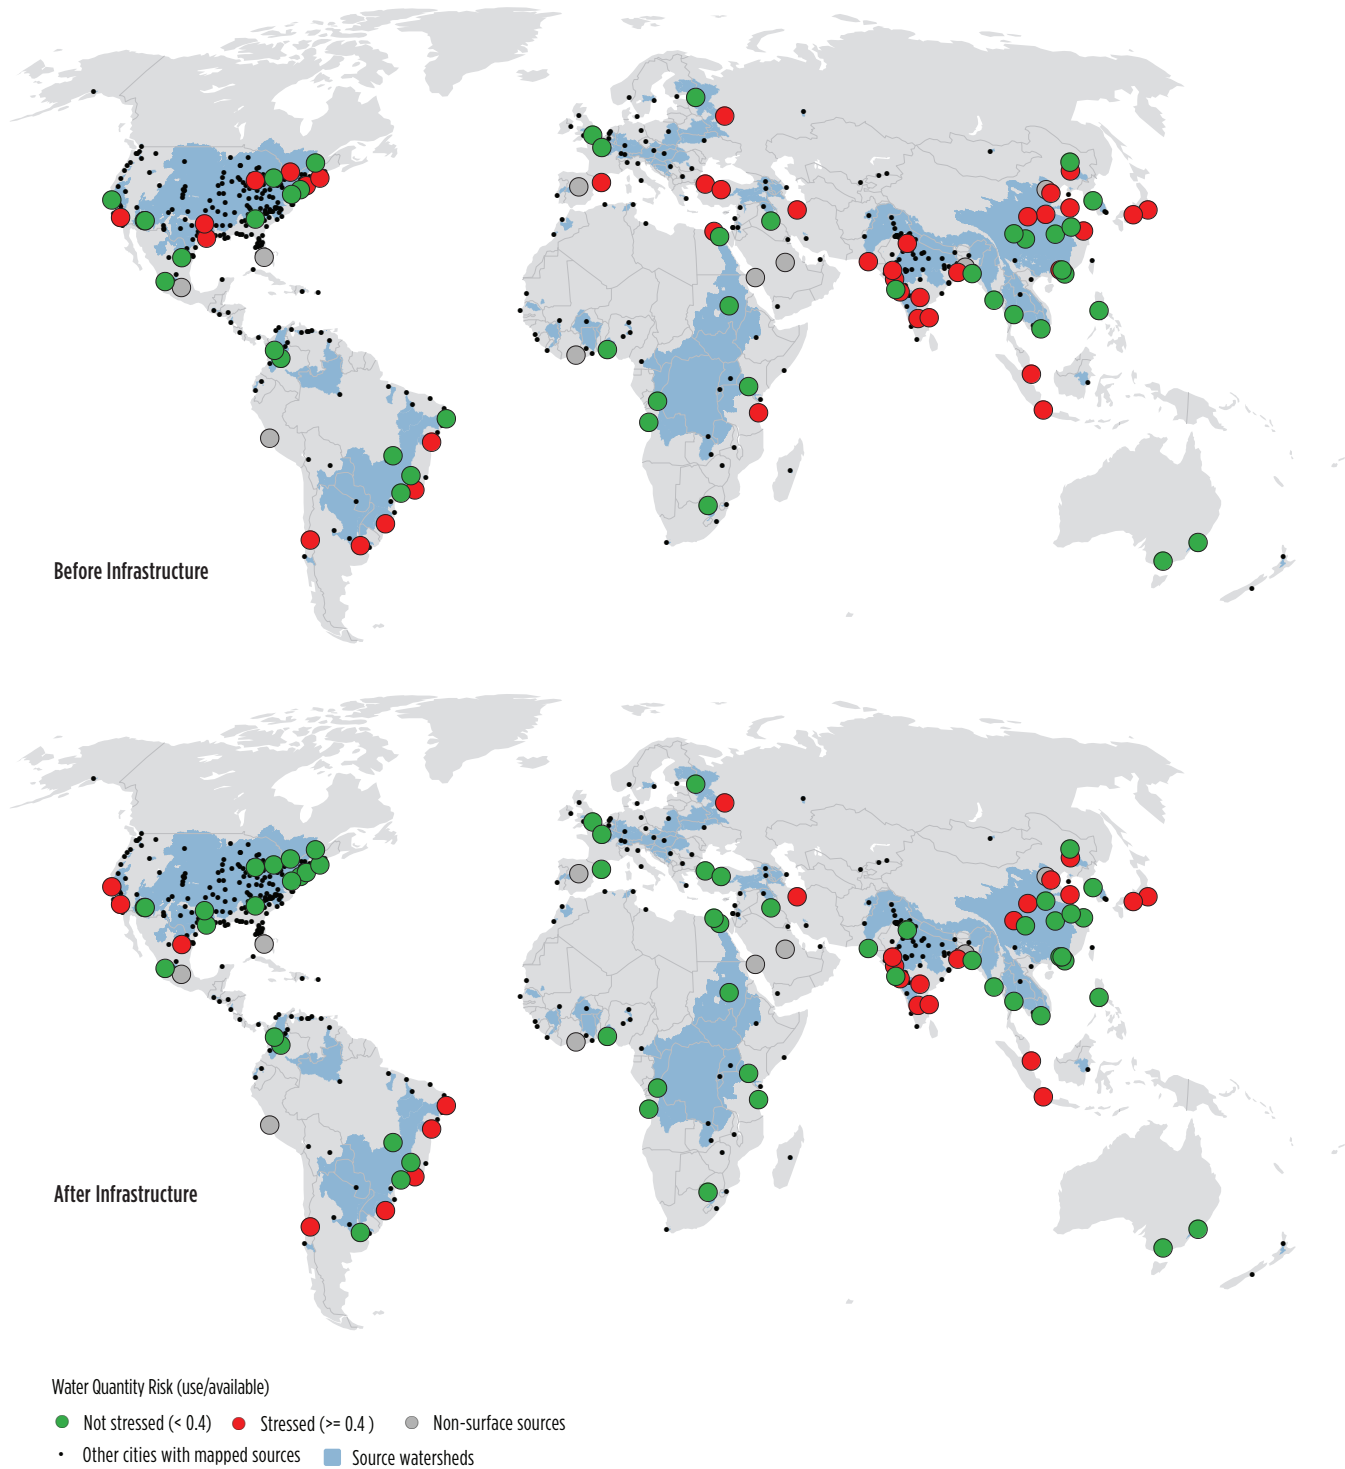 Before Infrastructure
After Infrastructure
Water Quantity Risk (use/available)
Not stressed (< 0.4) Stressed (>= 0.4 ) Non-surface sources
Other cities with mapped sources Source watersheds